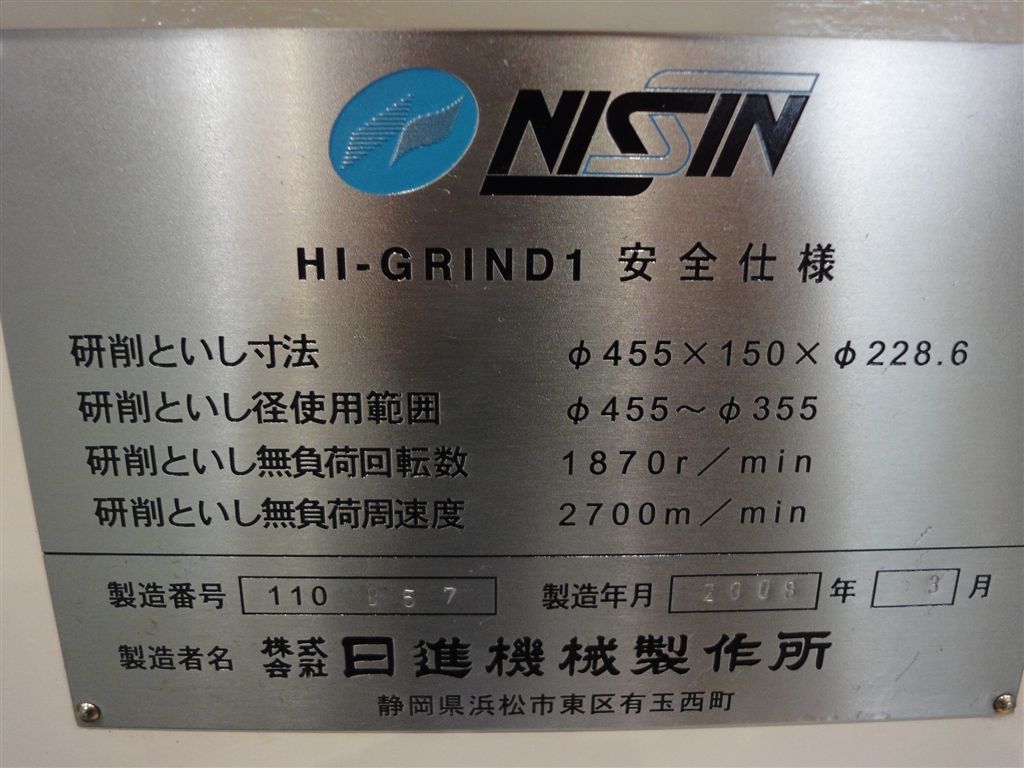 NISSIN
HI-GRIND1 安全仕様
研削といし寸法 φ455×150×φ228.6
研削といし径使用範囲 φ455～φ355
研削といし無負荷回転数 1870r／min
研削といし無負荷周速度 2700m／min
製造番号 110 857 製造年月 2008 年 3 月
製造者名 株式会社 日進機械製作所
静岡県浜松市東区有玉西町